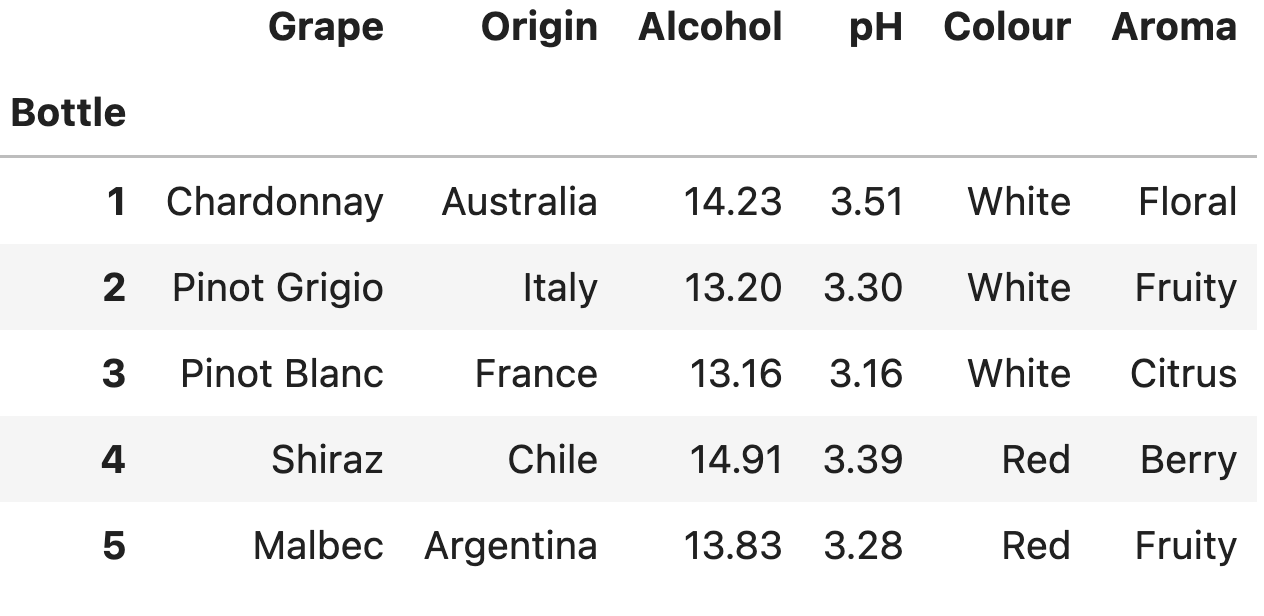 Grape Origin Alcohol pH Colour Aroma
Bottle
1 Chardonnay Australia 14.23 3.51 White Floral
2 Pinot Grigio Italy 13.20 3.30 White Fruity
3 Pinot Blanc France 13.16 3.16 White Citrus
4 Shiraz Chile 14.91 3.39 Red Berry
5 Malbec Argentina 13.83 3.28 Red Fruity